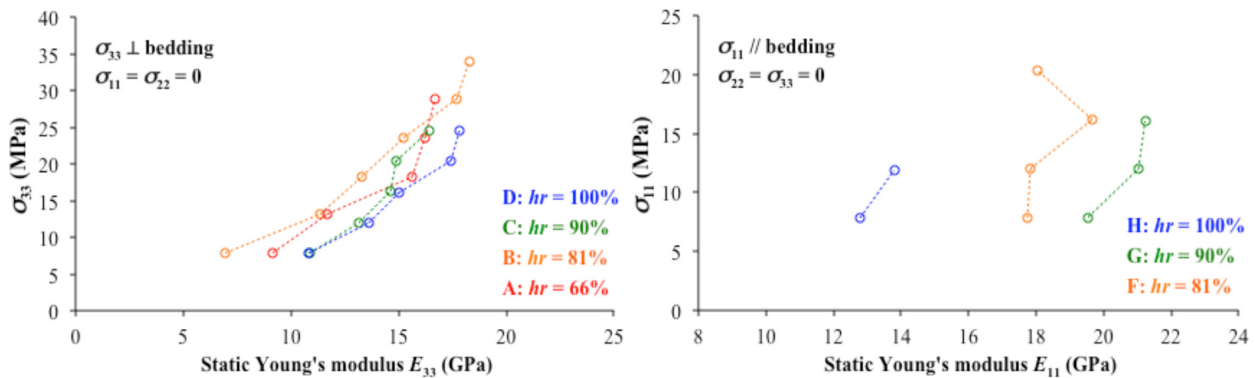 40
35
30
25
20
15
10
5
0
σ33 (MPa)
σ33 ⊥ bedding
σ11 = σ22 = 0
D: hr = 100%
C: hr = 90%
B: hr = 81%
A: hr = 66%
0 5 10 15 20 25
Static Young's modulus E33 (GPa)
25
20
15
10
5
0
σ11 (MPa)
σ11 // bedding
σ22 = σ33 = 0
H: hr = 100%
G: hr = 90%
F: hr = 81%
8 10 12 14 16 18 20 22 24
Static Young's modulus E11 (GPa)